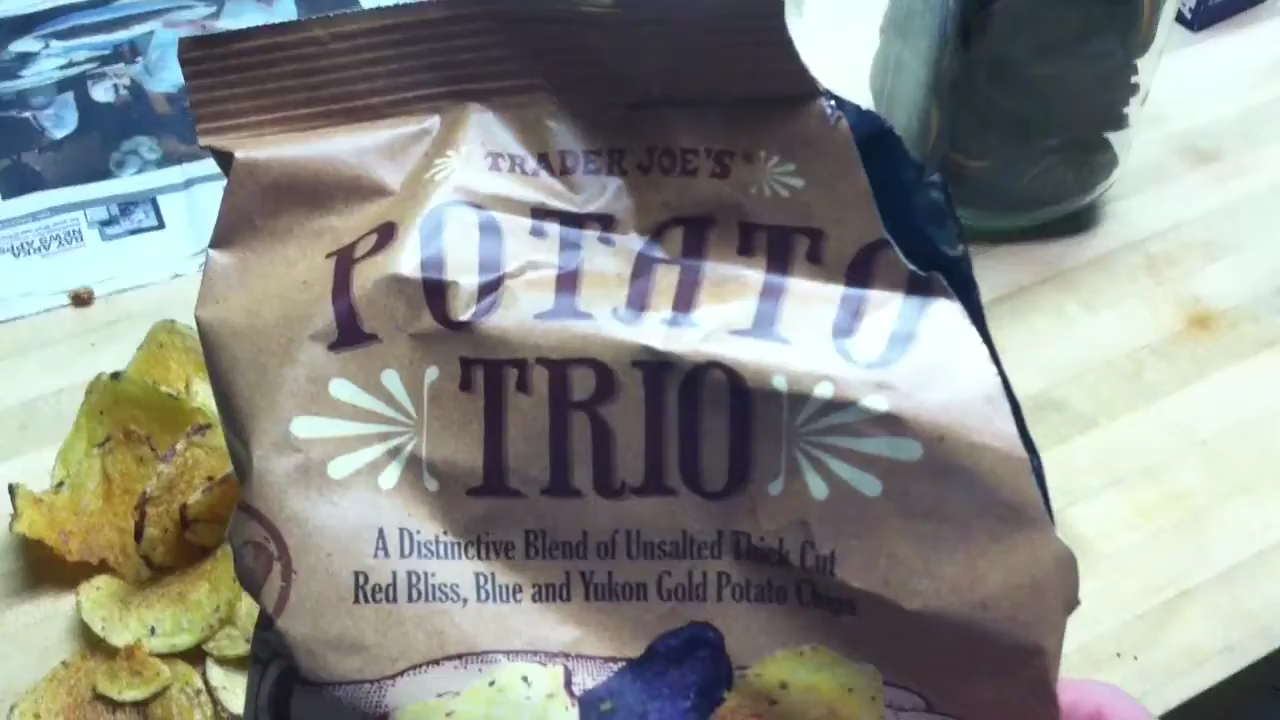 TRADER JOE'S
POTATO
TRIO
A Distinctive Blend of Unsalted Thick Cut
Red Bliss, Blue and Yukon Gold Potato Chips